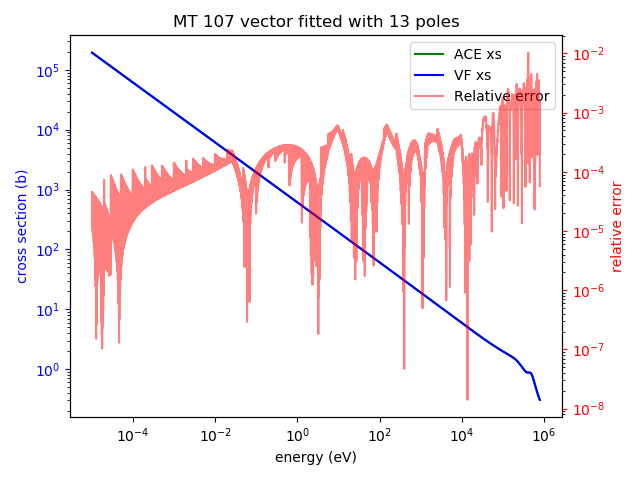 MT 107 vector fitted with 13 poles
ACE xs
VF xs
Relative error
cross section (b)
10^5
10^4
10^3
10^2
10^1
10^0
relative error
10^−2
10^−3
10^−4
10^−5
10^−6
10^−7
10^−8
10^−4 10^−2 10^0 10^2 10^4 10^6
energy (eV)